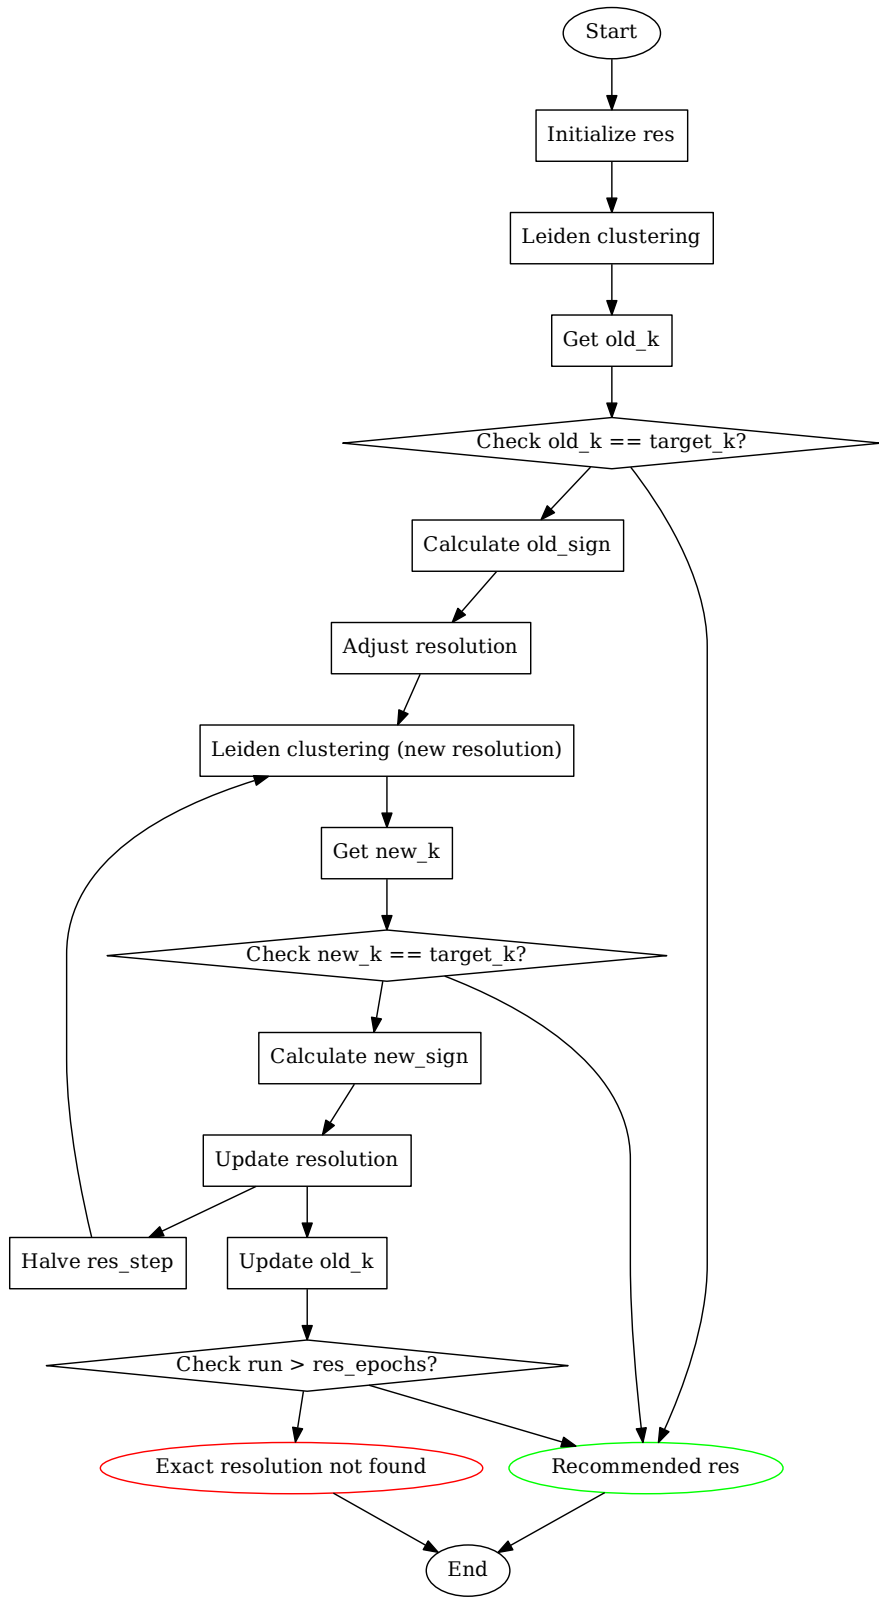 Start
Initialize res
Leiden clustering
Get old_k
Check old_k == target_k?
Calculate old_sign
Adjust resolution
Leiden clustering (new resolution)
Get new_k
Check new_k == target_k?
Calculate new_sign
Update resolution
Halve res_step
Update old_k
Check run > res_epochs?
Exact resolution not found
Recommended res
End